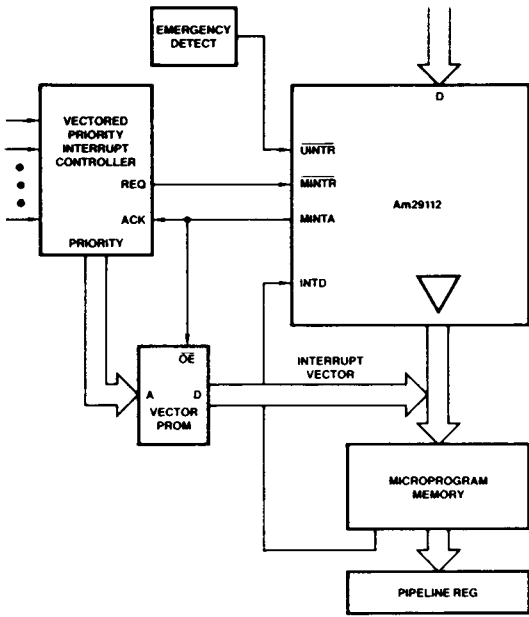 EMERGENCY
DETECT
D
VECTORED
PRIORITY
INTERRUPT
CONTROLLER
UINTR
REQ
MINTR
Am29112
ACK
MINTA
PRIORITY
INTD
OE
INTERRUPT
VECTOR
A
D
VECTOR
PROM
MICROPROGRAM
MEMORY
PIPELINE REG